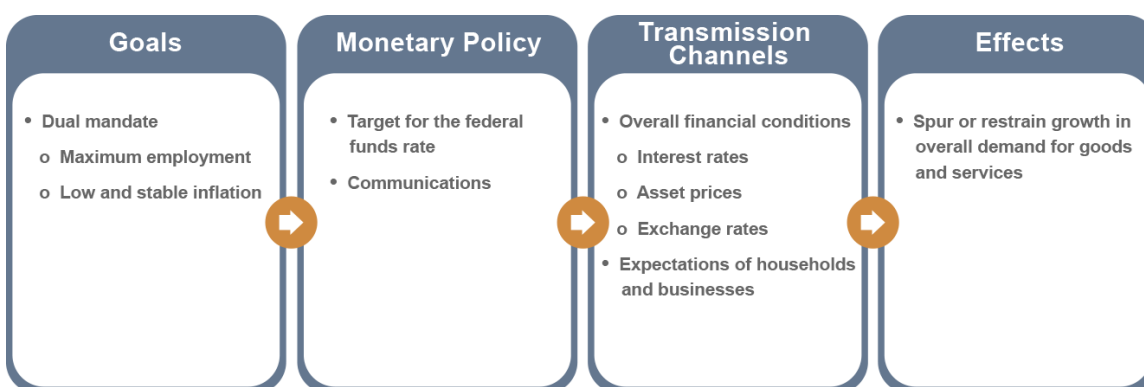 Goals
• Dual mandate
o Maximum employment
o Low and stable inflation
Monetary Policy
• Target for the federal
funds rate
• Communications
Transmission
Channels
• Overall financial conditions
o Interest rates
o Asset prices
o Exchange rates
• Expectations of households
and businesses
Effects
• Spur or restrain growth in
overall demand for goods
and services